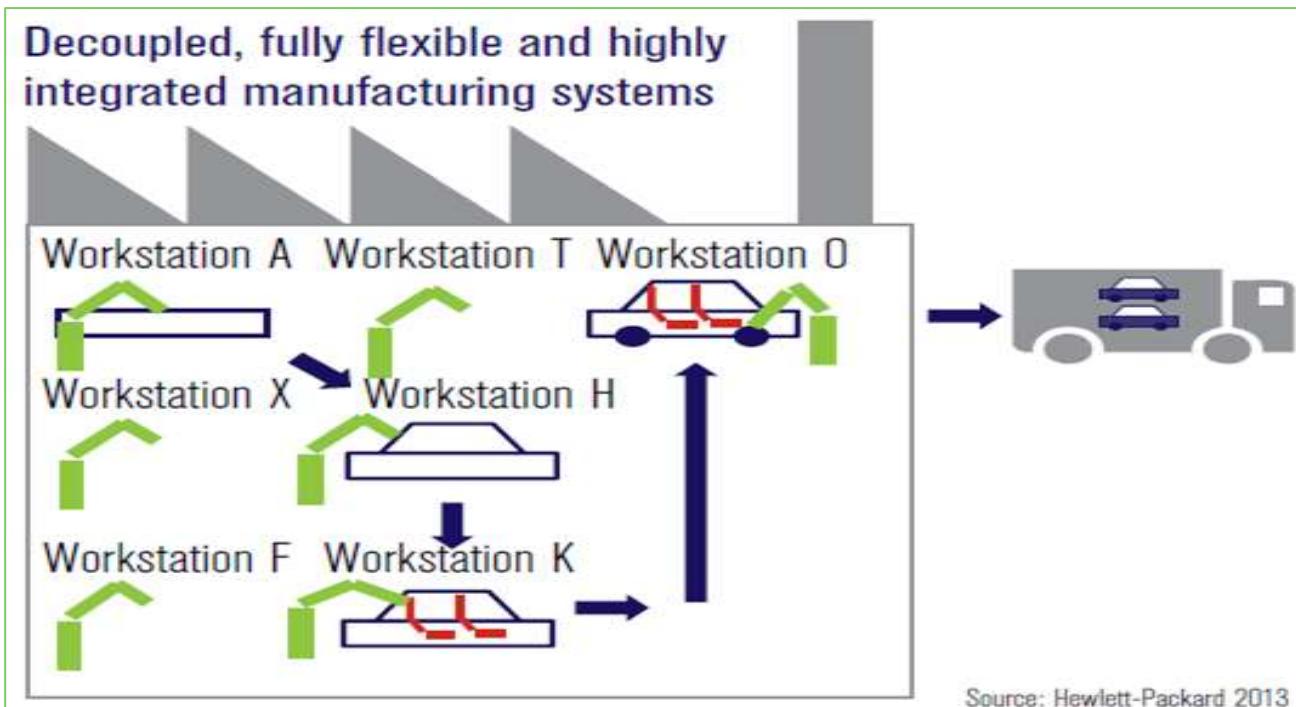 Decoupled, fully flexible and highly
integrated manufacturing systems
Workstation A
Workstation T
Workstation O
Workstation X
Workstation H
Workstation F
Workstation K
Source: Hewlett-Packard 2013